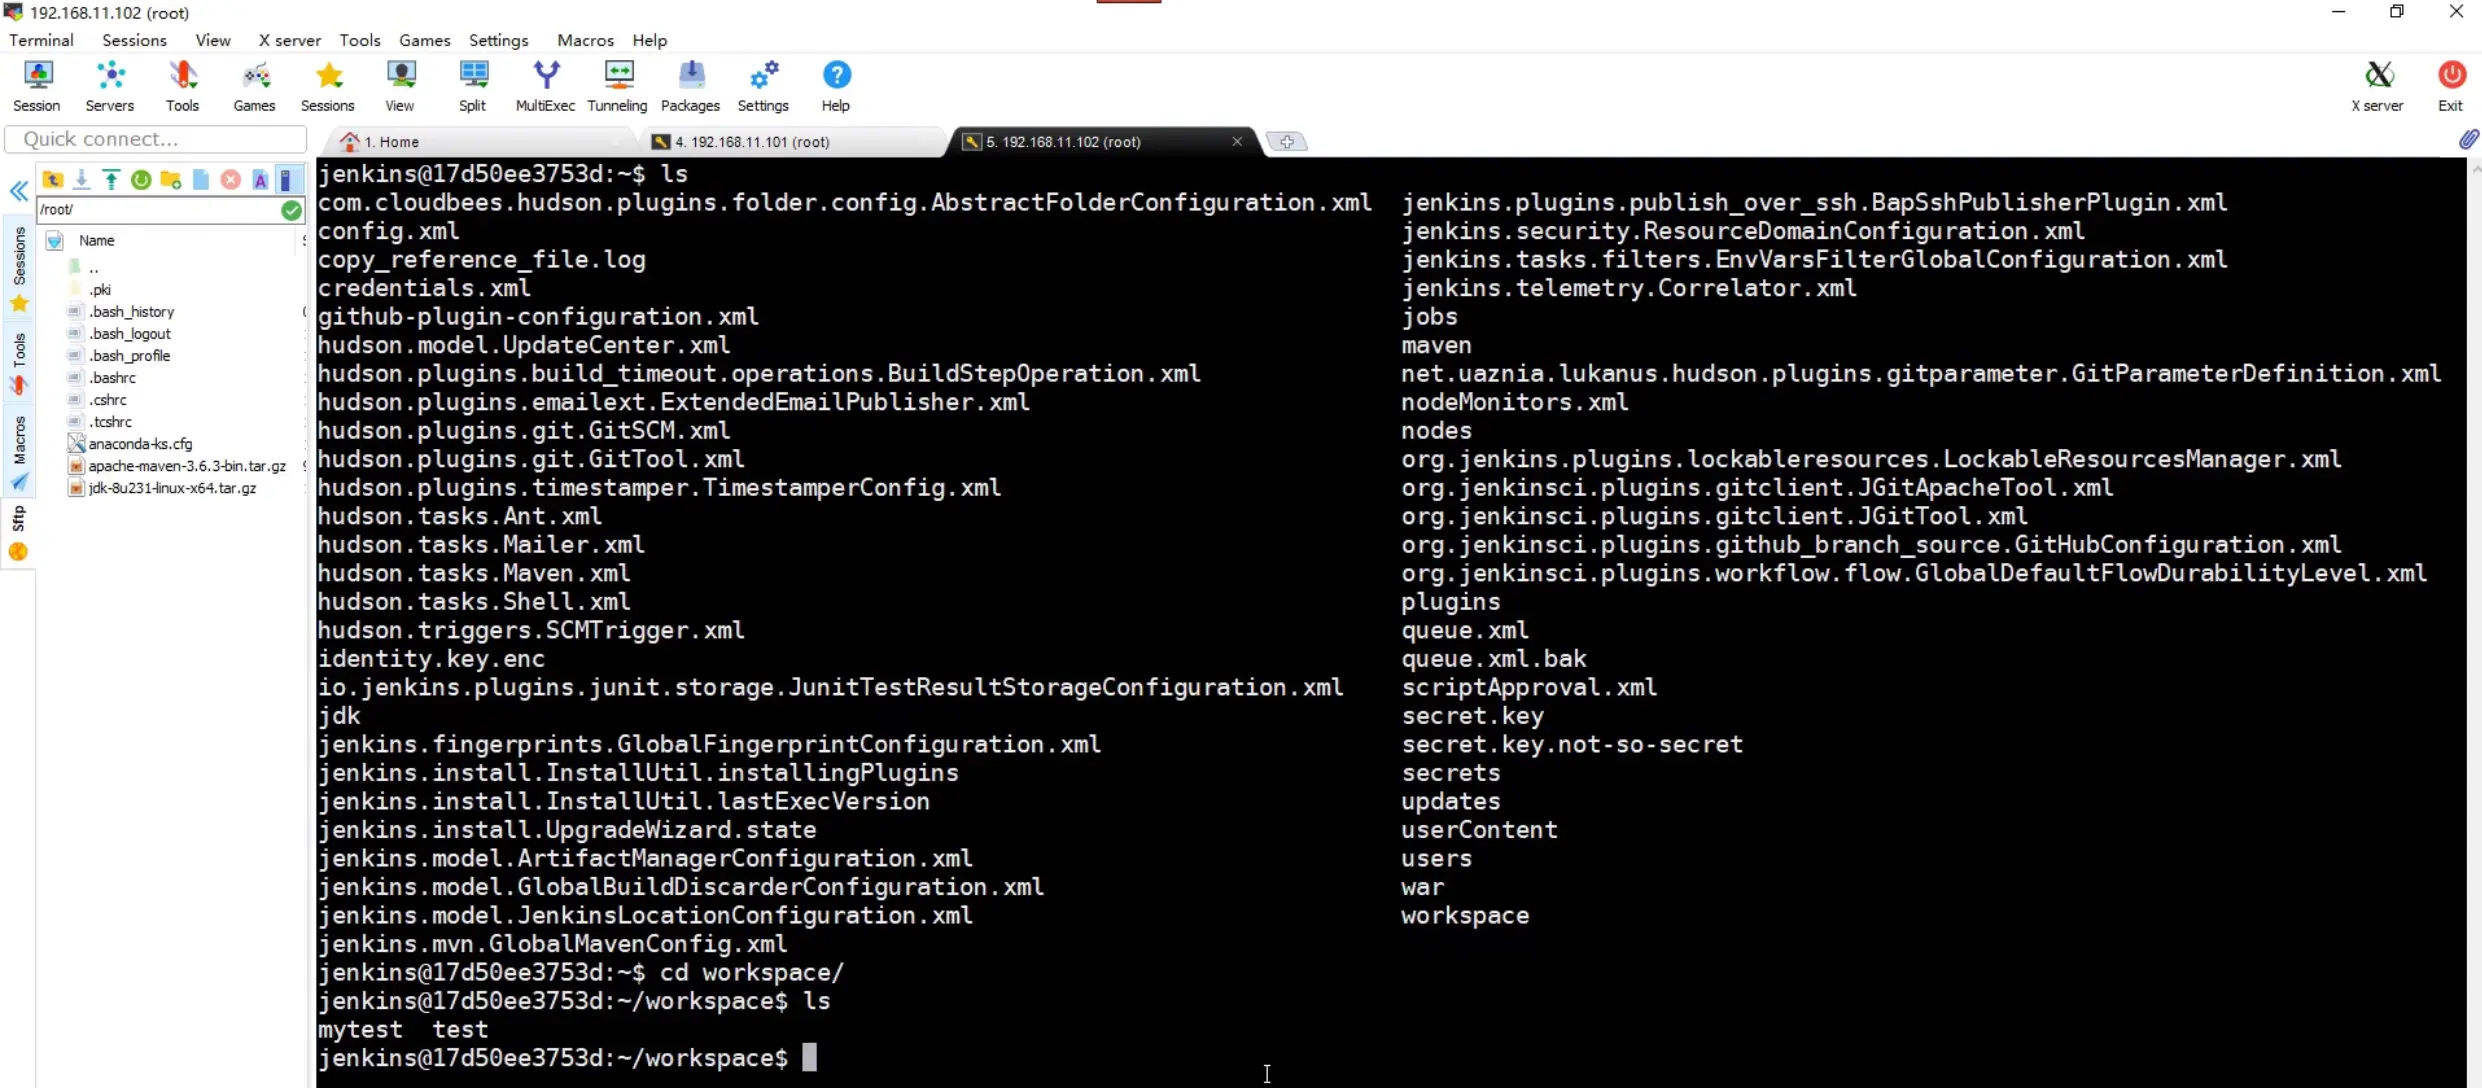 192.168.11.102 (root)
Terminal Sessions View X server Tools Games Settings Macros Help
Session Servers Tools Games Sessions View Split MultiExec Tunneling Packages Settings Help X server Exit
Quick connect...
1. Home
4. 192.168.11.101 (root)
5. 192.168.11.102 (root)
/root/
Name
..
.pki
.bash_history
.bash_logout
.bash_profile
.bashrc
.cshrc
.tcshrc
anaconda-ks.cfg
apache-maven-3.6.3-bin.tar.gz
jdk-8u231-linux-x64.tar.gz
Sessions
Tools
Macros
Sftp
jenkins@17d50ee3753d:~$ ls
com.cloudbees.hudson.plugins.folder.config.AbstractFolderConfiguration.xml jenkins.plugins.publish_over_ssh.BapSshPublisherPlugin.xml
config.xml jenkins.security.ResourceDomainConfiguration.xml
copy_reference_file.log jenkins.tasks.filters.EnvVarsFilterGlobalConfiguration.xml
credentials.xml jenkins.telemetry.Correlator.xml
github-plugin-configuration.xml jobs
hudson.model.UpdateCenter.xml maven
hudson.plugins.build_timeout.operations.BuildStepOperation.xml net.uaznia.lukanus.hudson.plugins.gitparameter.GitParameterDefinition.xml
hudson.plugins.emailext.ExtendedEmailPublisher.xml nodeMonitors.xml
hudson.plugins.git.GitSCM.xml nodes
hudson.plugins.git.GitTool.xml org.jenkins.plugins.lockableresources.LockableResourcesManager.xml
hudson.plugins.timestamper.TimestamperConfig.xml org.jenkinsci.plugins.gitclient.JGitApacheTool.xml
hudson.tasks.Ant.xml org.jenkinsci.plugins.gitclient.JGitTool.xml
hudson.tasks.Mailer.xml org.jenkinsci.plugins.github_branch_source.GitHubConfiguration.xml
hudson.tasks.Maven.xml org.jenkinsci.plugins.workflow.flow.GlobalDefaultFlowDurabilityLevel.xml
hudson.tasks.Shell.xml plugins
hudson.triggers.SCMTrigger.xml queue.xml
identity.key.enc queue.xml.bak
io.jenkins.plugins.junit.storage.JunitTestResultStorageConfiguration.xml scriptApproval.xml
jdk secret.key
jenkins.fingerprints.GlobalFingerprintConfiguration.xml secret.key.not-so-secret
jenkins.install.InstallUtil.installingPlugins secrets
jenkins.install.InstallUtil.lastExecVersion updates
jenkins.install.UpgradeWizard.state userContent
jenkins.model.ArtifactManagerConfiguration.xml users
jenkins.model.GlobalBuildDiscarderConfiguration.xml war
jenkins.model.JenkinsLocationConfiguration.xml workspace
jenkins.mvn.GlobalMavenConfig.xml
jenkins@17d50ee3753d:~$ cd workspace/
jenkins@17d50ee3753d:~/workspace$ ls
mytest test
jenkins@17d50ee3753d:~/workspace$